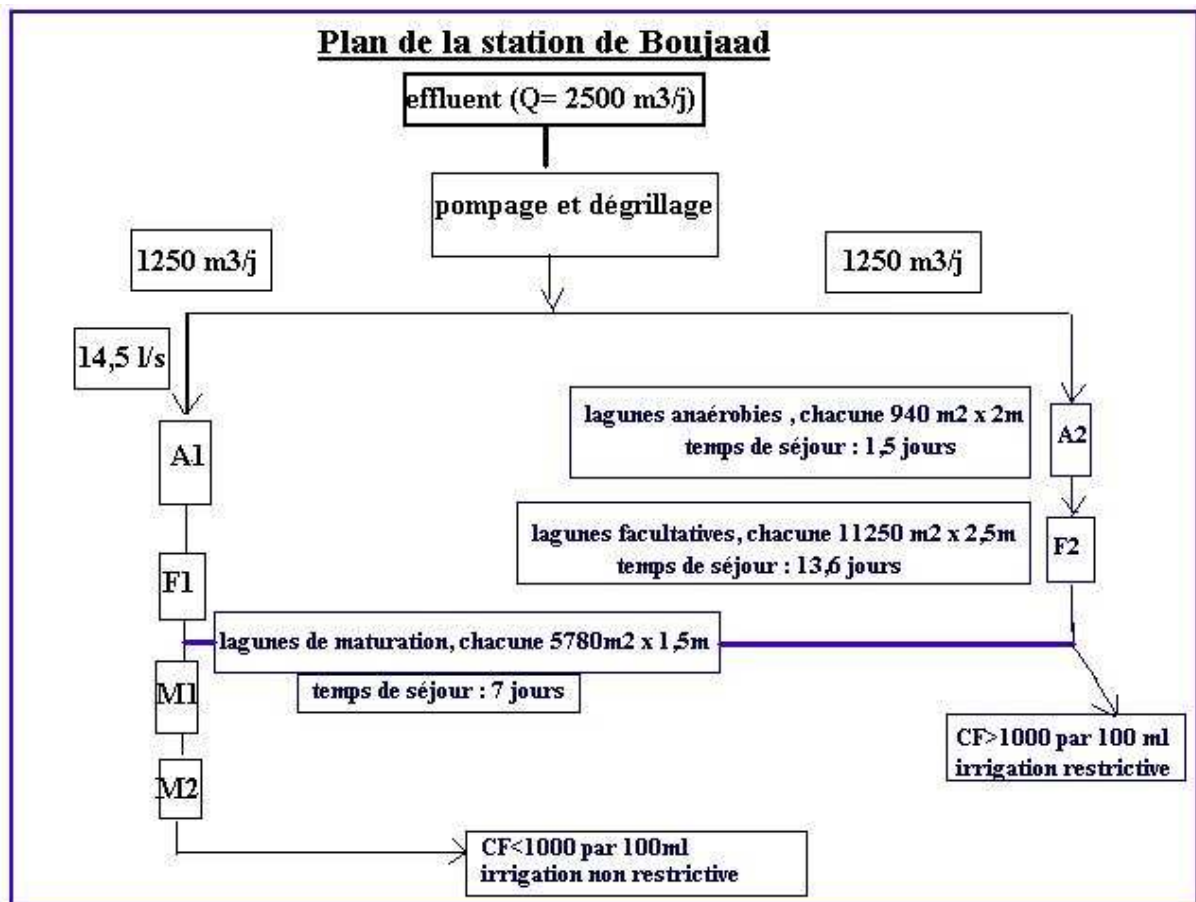 Plan de la station de Boujaad
effluent (Q= 2500 m3/j)
pompage et dégrillage
1250 m3/j
1250 m3/j
14,5 l/s
A1
lagunes anaérobies , chacune 940 m2 x 2m
temps de séjour : 1,5 jours
A2
lagunes facultatives, chacune 11250 m2 x 2,5m
temps de séjour : 13,6 jours
F2
F1
lagunes de maturation, chacune 5780m2 x 1,5m
temps de séjour : 7 jours
M1
M2
CF>1000 par 100 ml
irrigation restrictive
CF<1000 par 100ml
irrigation non restrictive